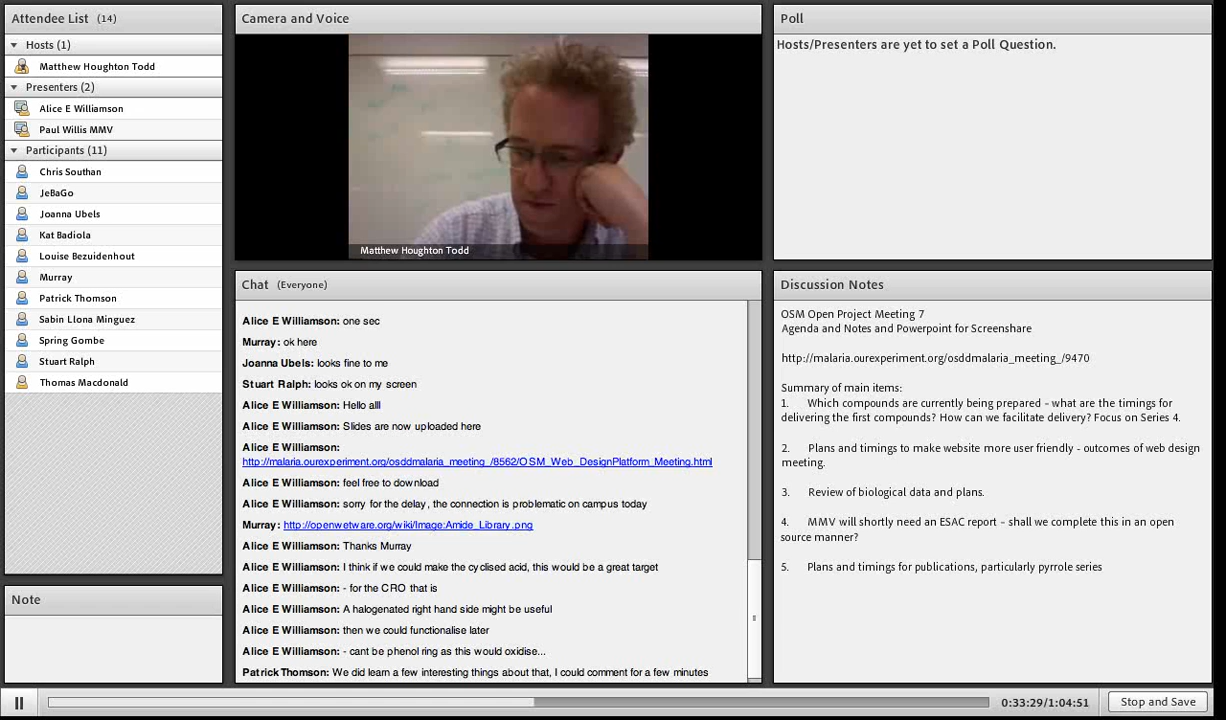 Attendee List (14)
Hosts (1)
Matthew Houghton Todd
Presenters (2)
Alice E Williamson
Paul Willis MMV
Participants (11)
Chris Southan
JeBaGo
Joanna Ubels
Kat Badiola
Louise Bezuidenhout
Murray
Patrick Thomson
Sabin Llona Minguez
Spring Gombe
Stuart Ralph
Thomas Macdonald
Note
Camera and Voice
Matthew Houghton Todd
Chat (Everyone)
Alice E Williamson: one sec
Murray: ok here
Joanna Ubels: looks fine to me
Stuart Ralph: looks ok on my screen
Alice E Williamson: Hello alll
Alice E Williamson: Slides are now uploaded here
Alice E Williamson:
http://malaria.ourexperiment.org/osddmalaria_meeting_/8562/OSM_Web_DesignPlatform_Meeting.html
Alice E Williamson: feel free to download
Alice E Williamson: sorry for the delay, the connection is problematic on campus today
Murray: http://openwetware.org/wiki/Image:Amide_Library.png
Alice E Williamson: Thanks Murray
Alice E Williamson: I think if we could make the cyclised acid, this would be a great target
Alice E Williamson: - for the CRO that is
Alice E Williamson: A halogenated right hand side might be useful
Alice E Williamson: then we could functionalise later
Alice E Williamson: - cant be phenol ring as this would oxidise...
Patrick Thomson: We did learn a few interesting things about that, I could comment for a few minutes
Poll
Hosts/Presenters are yet to set a Poll Question.
Discussion Notes
OSM Open Project Meeting 7
Agenda and Notes and Powerpoint for Screenshare
http://malaria.ourexperiment.org/osddmalaria_meeting_/9470
Summary of main items:
1. Which compounds are currently being prepared - what are the timings for
delivering the first compounds? How can we facilitate delivery? Focus on Series 4.
2. Plans and timings to make website more user friendly - outcomes of web design
meeting.
3. Review of biological data and plans.
4. MMV will shortly need an ESAC report - shall we complete this in an open
source manner?
5. Plans and timings for publications, particularly pyrrole series
0:33:29/1:04:51
Stop and Save